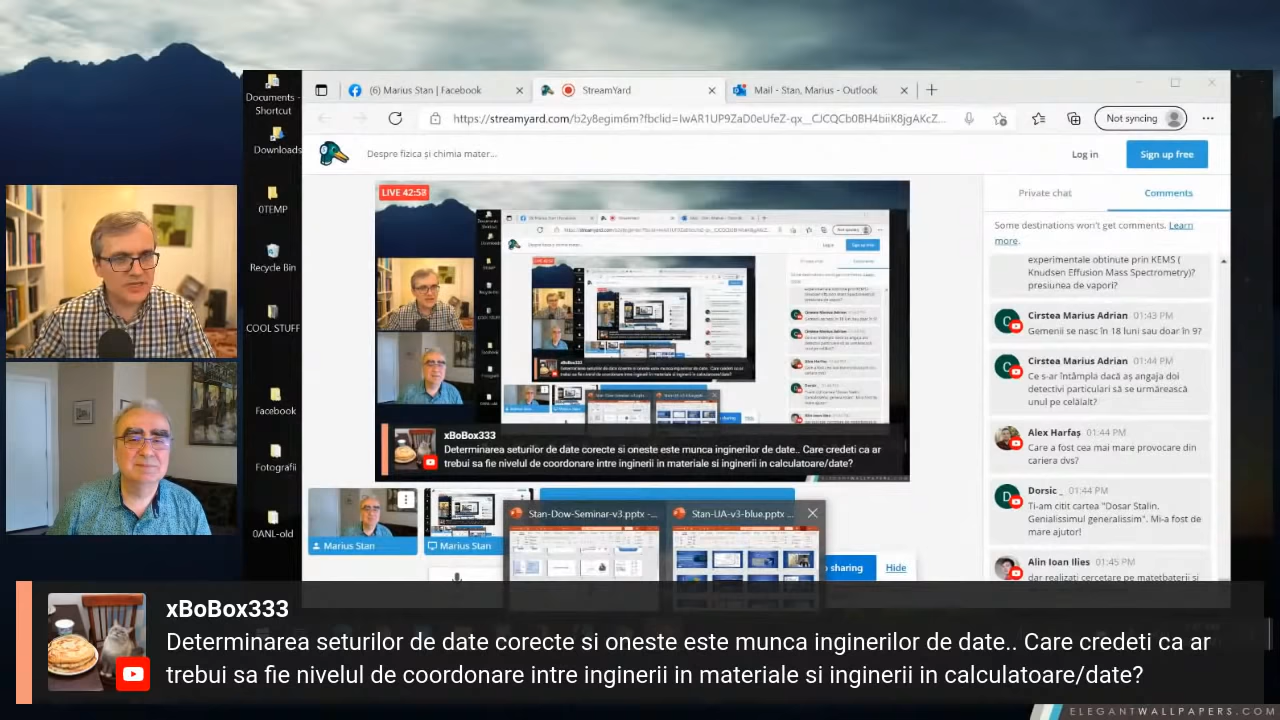 Documents - Shortcut
Downloads
0TEMP
Recycle Bin
COOL STUFF
Facebook
Fotografii
0ANL-old
(6) Marius Stan | Facebook
StreamYard
Mail - Stan, Marius - Outlook
Not syncing
Despre fizica și chimia mater...
Log in
Sign up free
LIVE
Private chat
Comments
Some destinations won't get comments. Learn
more.
experimentale obtinute prin KEMS (
Knudsen Effusion Mass Spectrometry)?
presiunea de vapori?
Cirstea Marius Adrian 01:43 PM
Gemenii se nasc în 18 luni sau doar în 9?
Cirstea Marius Adrian 01:44 PM
Ce s-ar întâmpla dacă aș angaja doi
detectivi particulari să se urmărească
unul pe celălalt?
Alex Harfaș 01:44 PM
Care a fost cea mai mare provocare din
cariera dvs?
Dorsic _ 01:44 PM
Ti-am citit cartea "Dosar Stalin.
Genialissimul generalissim". Mi-a fost de
mare ajutor!
Alin Ioan Ilies 01:45 PM
xBoBox333
Determinarea seturilor de date corecte si oneste este munca inginerilor de date.. Care credeti ca ar
trebui sa fie nivelul de coordonare intre inginerii in materiale si inginerii in calculatoare/date?
Marius Stan
Marius Stan
Stan-Dow-Seminar-v3.pptx -...
Stan-UA-v3-blue.pptx ...
sharing
Hide
xBoBox333
Determinarea seturilor de date corecte si oneste este munca inginerilor de date.. Care credeti ca ar
trebui sa fie nivelul de coordonare intre inginerii in materiale si inginerii in calculatoare/date?
ELEGANTWALLPAPERS.COM